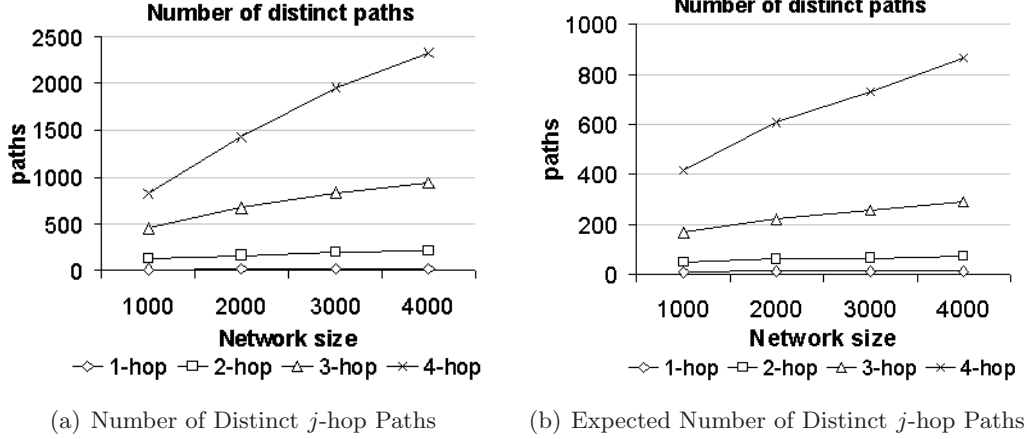 Number of distinct paths
2500
2000
1500
1000
500
0
paths
1000 2000 3000 4000
Network size
1-hop 2-hop 3-hop 4-hop
(a) Number of Distinct j-hop Paths
Number of distinct paths
1000
800
600
400
200
0
paths
1000 2000 3000 4000
Network size
1-hop 2-hop 3-hop 4-hop
(b) Expected Number of Distinct j-hop Paths